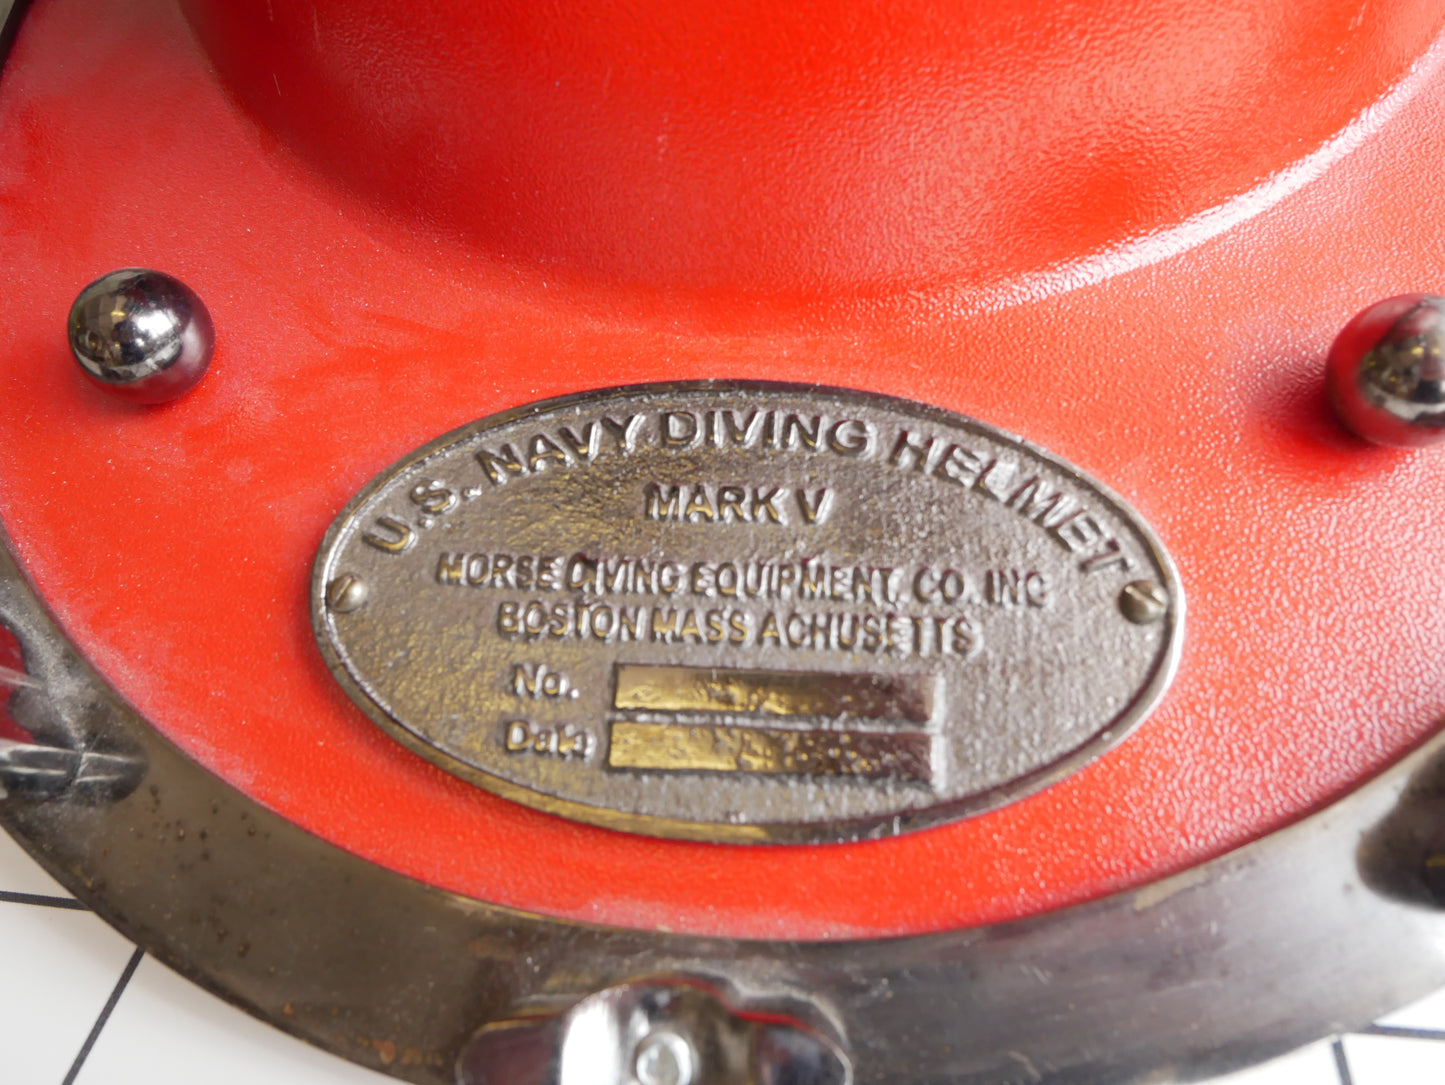 U.S. NAVY DIVING HELMET
MARK V
MORSE DIVING EQUIPMENT. CO. INC
BOSTON MASS ACHUSETTS
No.
Date